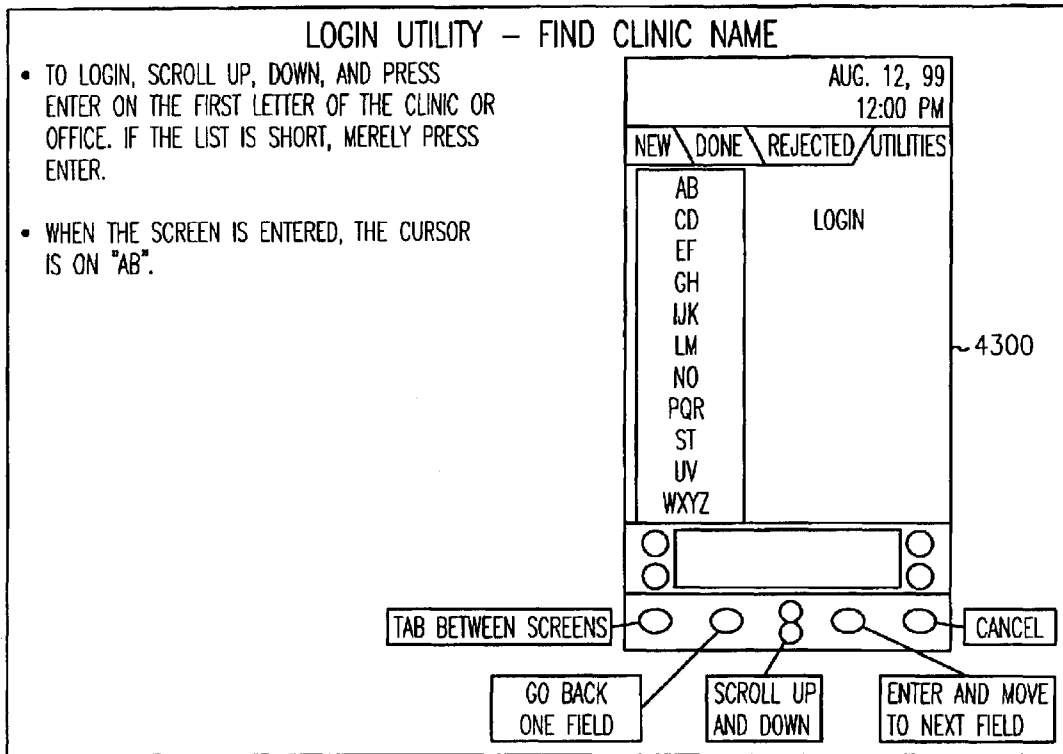 LOGIN UTILITY – FIND CLINIC NAME
• TO LOGIN, SCROLL UP, DOWN, AND PRESS
ENTER ON THE FIRST LETTER OF THE CLINIC OR
OFFICE. IF THE LIST IS SHORT, MERELY PRESS
ENTER.
• WHEN THE SCREEN IS ENTERED, THE CURSOR
IS ON "AB".
AUG. 12, 99
12:00 PM
NEW DONE REJECTED UTILITIES
AB
CD
EF
GH
IJK
LM
NO
PQR
ST
UV
WXYZ
LOGIN
4300
TAB BETWEEN SCREENS
CANCEL
GO BACK
ONE FIELD
SCROLL UP
AND DOWN
ENTER AND MOVE
TO NEXT FIELD